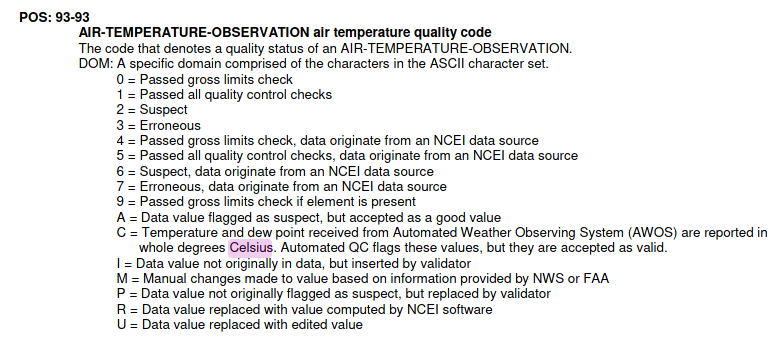 POS: 93-93
AIR-TEMPERATURE-OBSERVATION air temperature quality code
The code that denotes a quality status of an AIR-TEMPERATURE-OBSERVATION.
DOM: A specific domain comprised of the characters in the ASCII character set.
0 = Passed gross limits check
1 = Passed all quality control checks
2 = Suspect
3 = Erroneous
4 = Passed gross limits check, data originate from an NCEI data source
5 = Passed all quality control checks, data originate from an NCEI data source
6 = Suspect, data originate from an NCEI data source
7 = Erroneous, data originate from an NCEI data source
9 = Passed gross limits check if element is present
A = Data value flagged as suspect, but accepted as a good value
C = Temperature and dew point received from Automated Weather Observing System (AWOS) are reported in
whole degrees Celsius. Automated QC flags these values, but they are accepted as valid.
I = Data value not originally in data, but inserted by validator
M = Manual changes made to value based on information provided by NWS or FAA
P = Data value not originally flagged as suspect, but replaced by validator
R = Data value replaced with value computed by NCEI software
U = Data value replaced with edited value